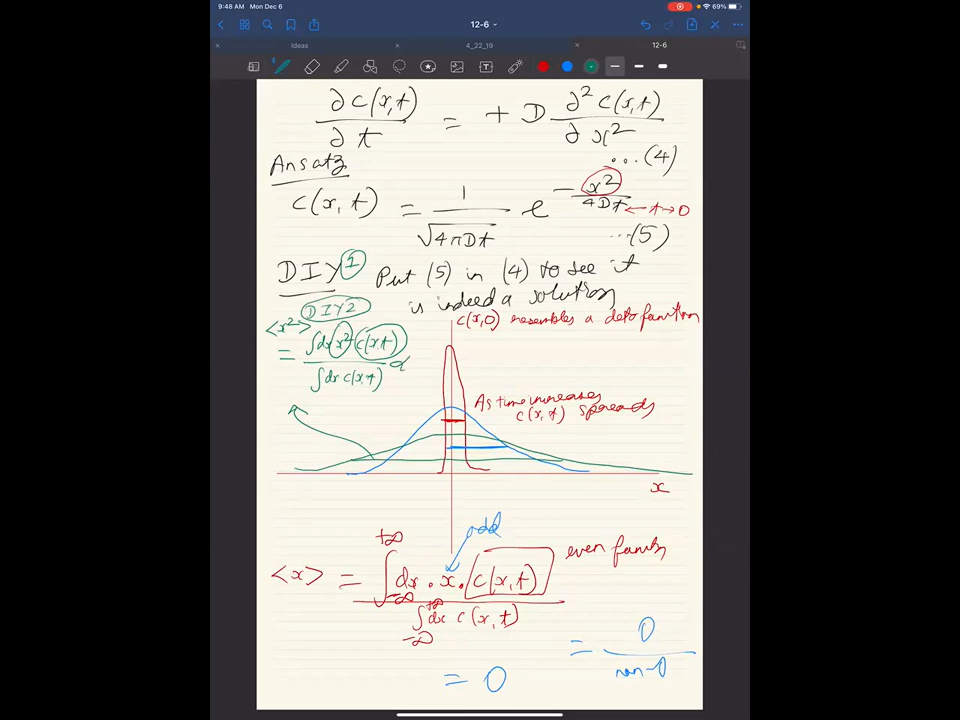 9:48 AM Mon Dec 6
69%
12-6
Ideas
4_22_19
12-6
∂C(x,t)/∂t = + D ∂²C(x,t)/∂x²
...(4)
Ansatz
C(x,t) = 1/√4πDt e^(-x²/4Dt) ← t→0
...(5)
DIY 1 Put (5) in (4) to see it
is indeed a solution
DIY2
C(x,0) resembles a delta function
<x²>
= ∫dx x² C(x,t) / ∫dx C(x,t) α
As time increases
C(x,t) spreads
x
odd
even function
<x> = ∫_{-∞}^{+∞} dx . x . C(x,t) / ∫_{-∞}^{+∞} dx C(x,t)
= 0/non-0
= 0